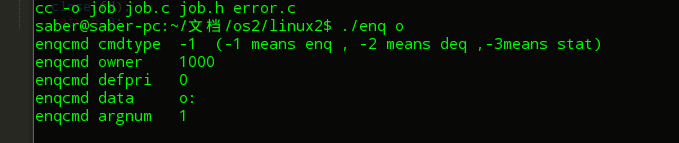 cc -o job job.c job.h error.c
saber@saber-pc:~/文档/os2/linux2$ ./enq o
enqcmd cmdtype  -1  (-1 means enq , -2 means deq ,-3means stat)
enqcmd owner    1000
enqcmd defpri   0
enqcmd data     o:
enqcmd argnum   1